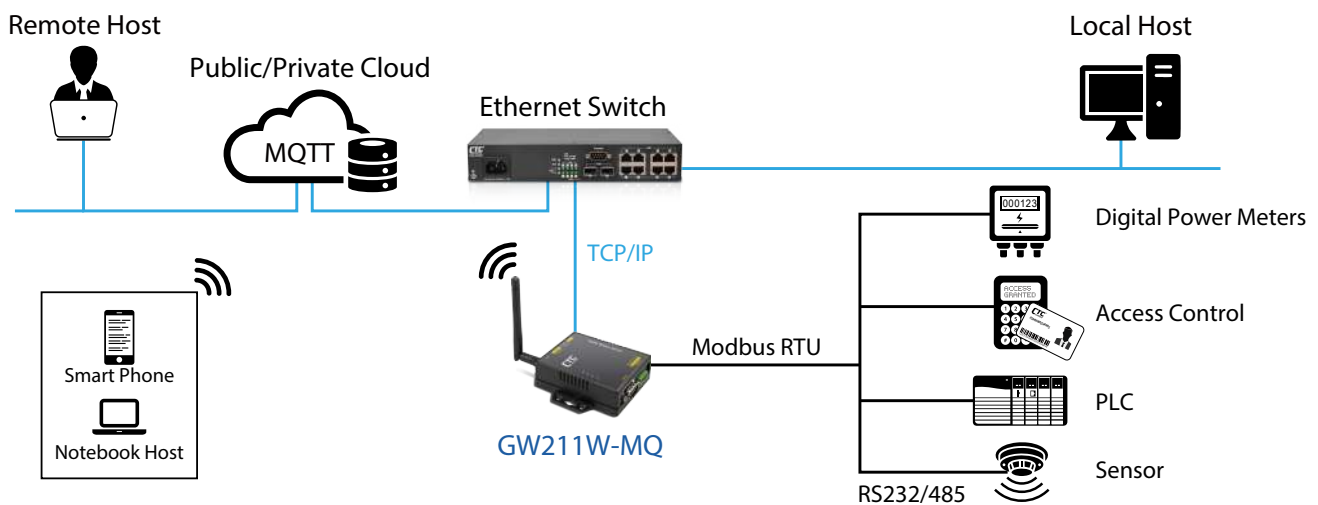 Remote Host
Local Host
Public/Private Cloud
Ethernet Switch
MQTT
CTC
000123
Digital Power Meters
TCP/IP
ACCESS
GRANTED
CTC
Access Control
Modbus RTU
CTC
Smart Phone
PLC
Notebook Host
GW211W-MQ
Sensor
RS232/485